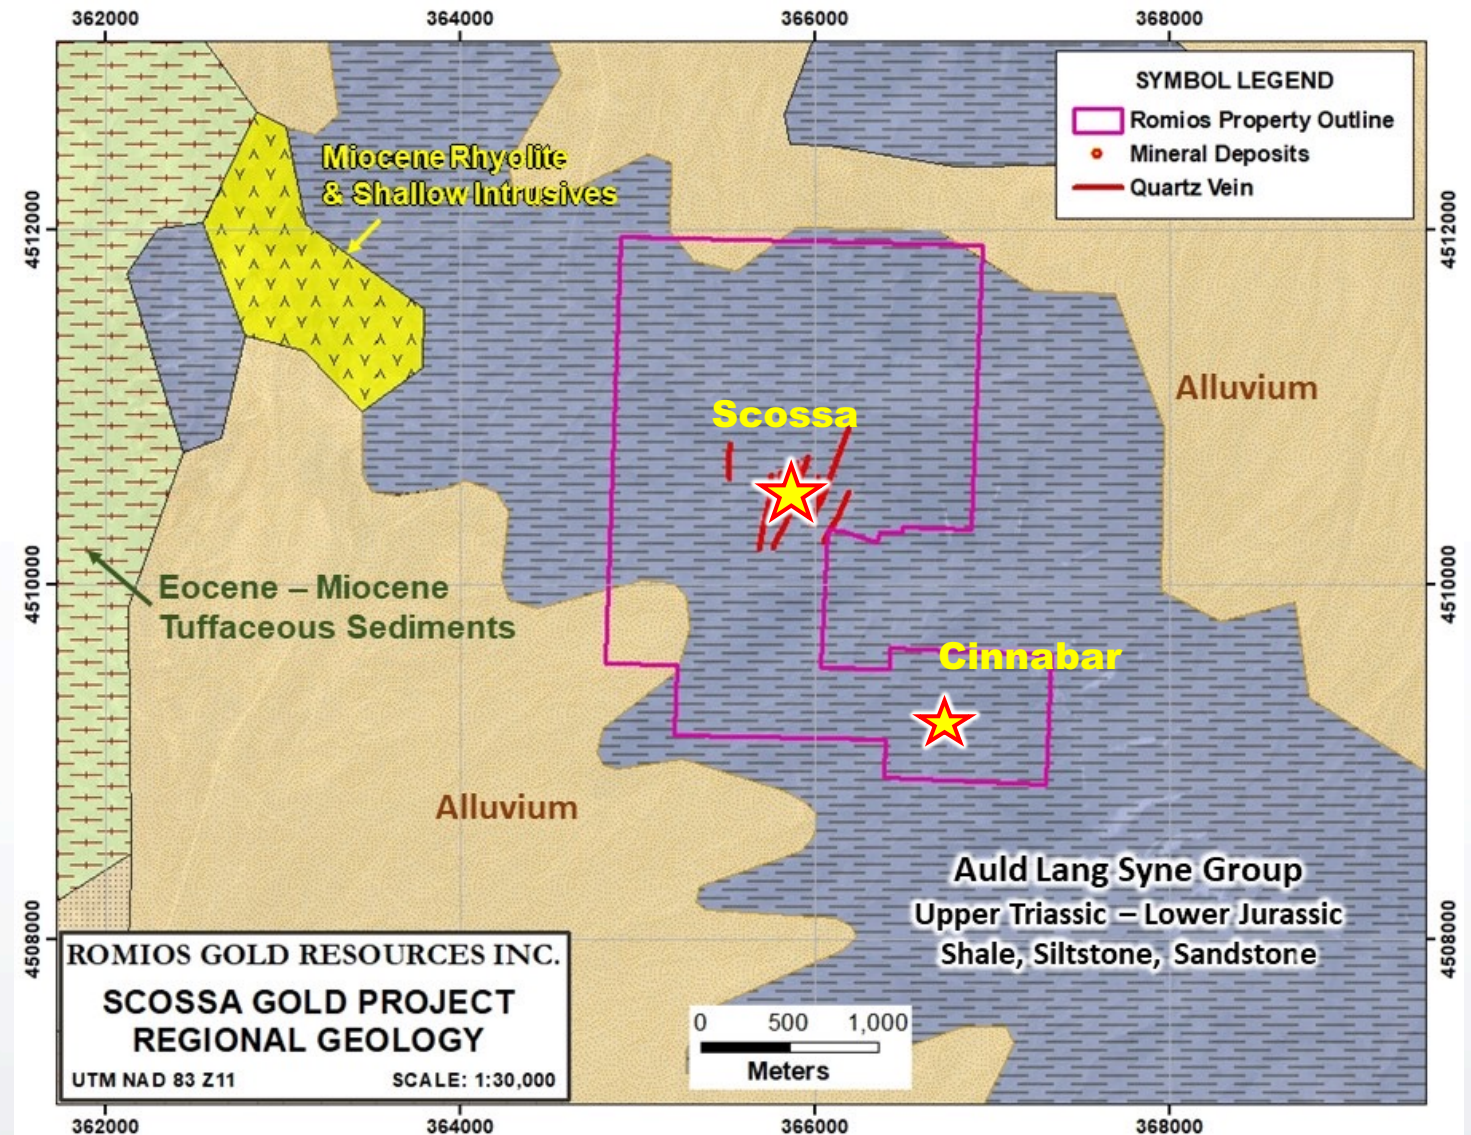 362000
364000
366000
368000
SYMBOL LEGEND
Romios Property Outline
Mineral Deposits
Quartz Vein
Miocene Rhyolite
& Shallow Intrusives
4512000
4512000
Alluvium
Scossa
4510000
4510000
Eocene – Miocene
Tuffaceous Sediments
Cinnabar
Alluvium
Auld Lang Syne Group
Upper Triassic – Lower Jurassic
Shale, Siltstone, Sandstone
4508000
4508000
ROMIOS GOLD RESOURCES INC.
SCOSSA GOLD PROJECT
REGIONAL GEOLOGY
UTM NAD 83 Z11 SCALE: 1:30,000
0 500 1,000
Meters
362000
364000
366000
368000